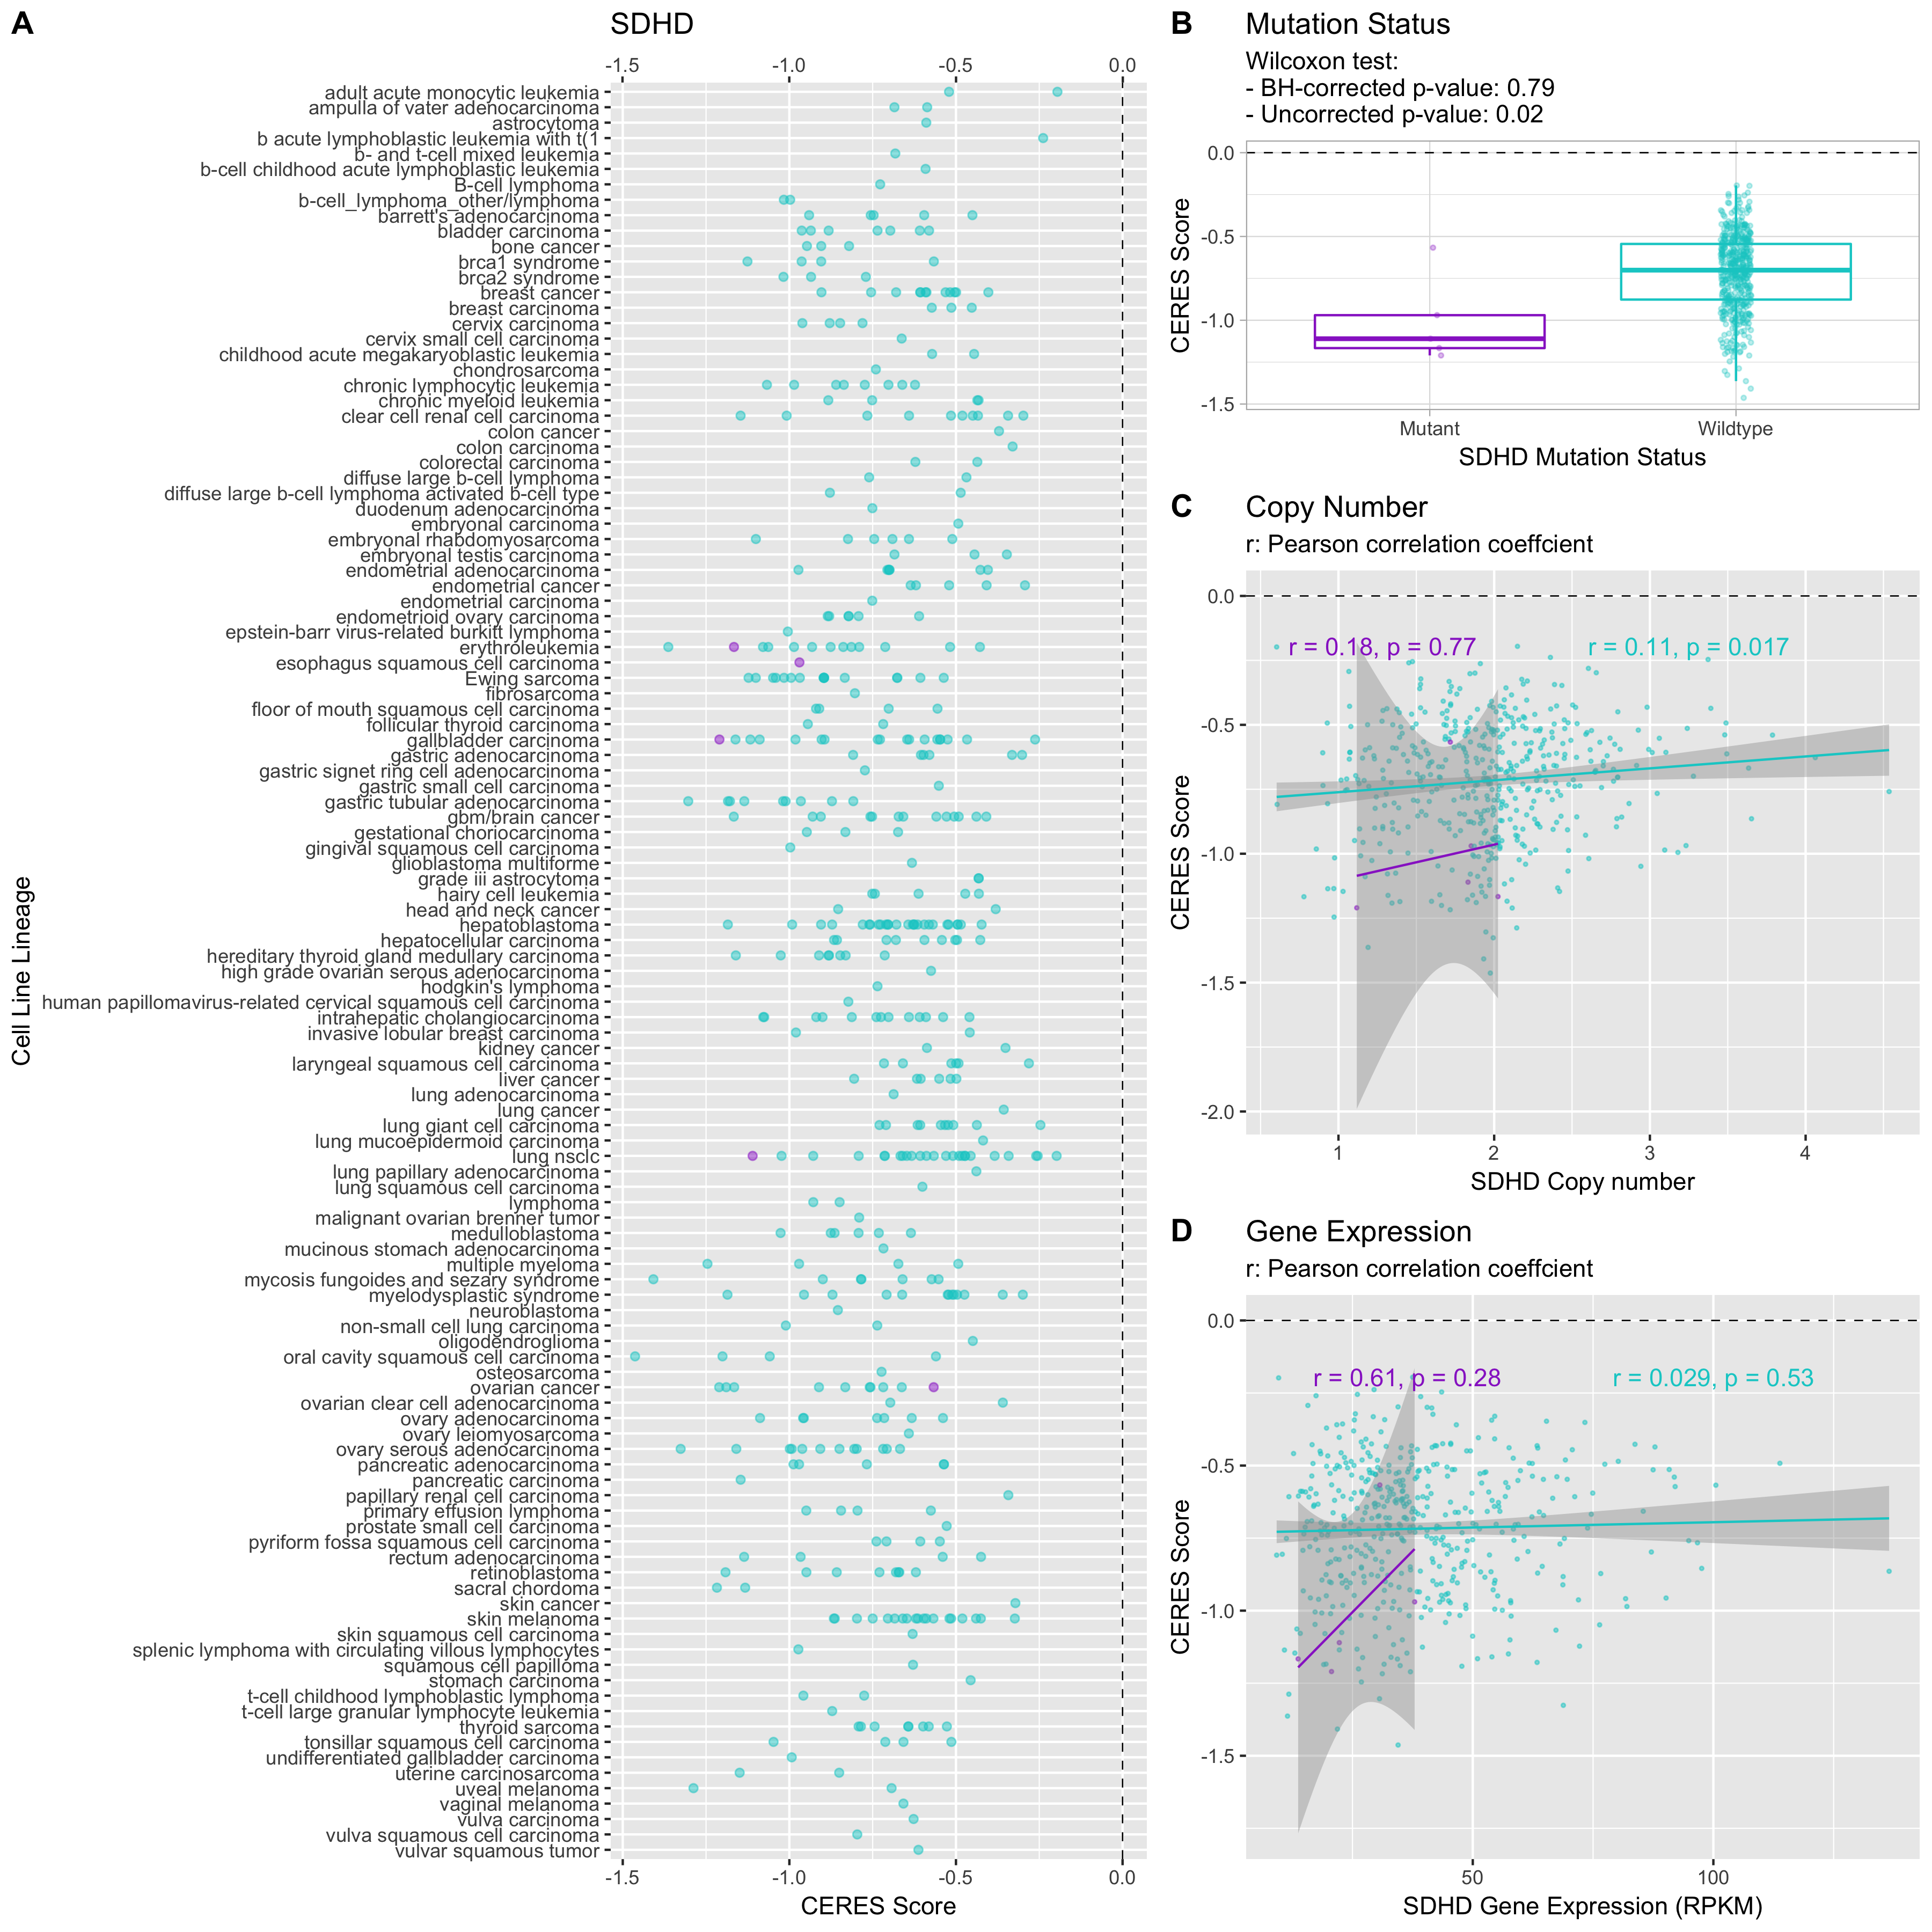 A
SDHD
-1.5 -1.0 -0.5 0.0
adult acute monocytic leukemia
ampulla of vater adenocarcinoma
astrocytoma
b acute lymphoblastic leukemia with t(1
b- and t-cell mixed leukemia
b-cell childhood acute lymphoblastic leukemia
B-cell lymphoma
b-cell_lymphoma_other/lymphoma
barrett's adenocarcinoma
bladder carcinoma
bone cancer
brca1 syndrome
brca2 syndrome
breast cancer
breast carcinoma
cervix carcinoma
cervix small cell carcinoma
childhood acute megakaryoblastic leukemia
chondrosarcoma
chronic lymphocytic leukemia
chronic myeloid leukemia
clear cell renal cell carcinoma
colon cancer
colon carcinoma
colorectal carcinoma
diffuse large b-cell lymphoma
diffuse large b-cell lymphoma activated b-cell type
duodenum adenocarcinoma
embryonal carcinoma
embryonal rhabdomyosarcoma
embryonal testis carcinoma
endometrial adenocarcinoma
endometrial cancer
endometrial carcinoma
endometrioid ovary carcinoma
epstein-barr virus-related burkitt lymphoma
erythroleukemia
esophagus squamous cell carcinoma
Ewing sarcoma
fibrosarcoma
floor of mouth squamous cell carcinoma
follicular thyroid carcinoma
gallbladder carcinoma
gastric adenocarcinoma
gastric signet ring cell adenocarcinoma
gastric small cell carcinoma
gastric tubular adenocarcinoma
gbm/brain cancer
gestational choriocarcinoma
gingival squamous cell carcinoma
glioblastoma multiforme
grade iii astrocytoma
hairy cell leukemia
head and neck cancer
hepatoblastoma
hepatocellular carcinoma
hereditary thyroid gland medullary carcinoma
high grade ovarian serous adenocarcinoma
hodgkin's lymphoma
human papillomavirus-related cervical squamous cell carcinoma
intrahepatic cholangiocarcinoma
invasive lobular breast carcinoma
kidney cancer
laryngeal squamous cell carcinoma
liver cancer
lung adenocarcinoma
lung cancer
lung giant cell carcinoma
lung mucoepidermoid carcinoma
lung nsclc
lung papillary adenocarcinoma
lung squamous cell carcinoma
lymphoma
malignant ovarian brenner tumor
medulloblastoma
mucinous stomach adenocarcinoma
multiple myeloma
mycosis fungoides and sezary syndrome
myelodysplastic syndrome
neuroblastoma
non-small cell lung carcinoma
oligodendroglioma
oral cavity squamous cell carcinoma
osteosarcoma
ovarian cancer
ovarian clear cell adenocarcinoma
ovary adenocarcinoma
ovary leiomyosarcoma
ovary serous adenocarcinoma
pancreatic adenocarcinoma
pancreatic carcinoma
papillary renal cell carcinoma
primary effusion lymphoma
prostate small cell carcinoma
pyriform fossa squamous cell carcinoma
rectum adenocarcinoma
retinoblastoma
sacral chordoma
skin cancer
skin melanoma
skin squamous cell carcinoma
splenic lymphoma with circulating villous lymphocytes
squamous cell papilloma
stomach carcinoma
t-cell childhood lymphoblastic lymphoma
t-cell large granular lymphocyte leukemia
thyroid sarcoma
tonsillar squamous cell carcinoma
undifferentiated gallbladder carcinoma
uterine carcinosarcoma
uveal melanoma
vaginal melanoma
vulva carcinoma
vulva squamous cell carcinoma
vulvar squamous tumor
-1.5 -1.0 -0.5 0.0
CERES Score
Cell Line Lineage
B
Mutation Status
Wilcoxon test:
- BH-corrected p-value: 0.79
- Uncorrected p-value: 0.02
0.0
-0.5
-1.0
-1.5
CERES Score
Mutant Wildtype
SDHD Mutation Status
C
Copy Number
r: Pearson correlation coeffcient
r = 0.18, p = 0.77 r = 0.11, p = 0.017
0.0
-0.5
-1.0
-1.5
-2.0
CERES Score
1 2 3 4
SDHD Copy number
D
Gene Expression
r: Pearson correlation coeffcient
r = 0.61, p = 0.28 r = 0.029, p = 0.53
0.0
-0.5
-1.0
-1.5
CERES Score
50 100
SDHD Gene Expression (RPKM)